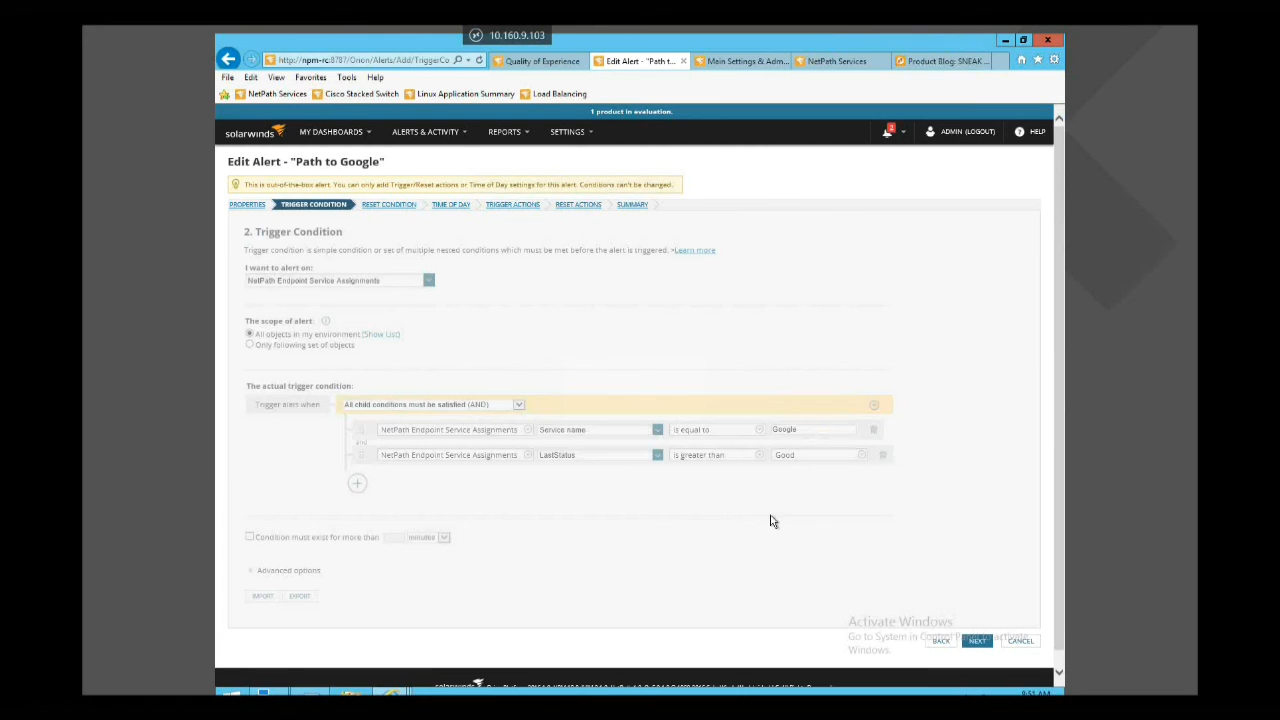 10.160.9.103
http://npm-rc:8787/Orion/Alerts/Add/TriggerCo
Quality of Experience
Edit Alert - "Path t...
Main Settings & Adm...
NetPath Services
Product Blog: SNEAK ...
File Edit View Favorites Tools Help
NetPath Services Cisco Stacked Switch Linux Application Summary Load Balancing
1 product in evaluation.
solarwinds MY DASHBOARDS ALERTS & ACTIVITY REPORTS SETTINGS 2 ADMIN (LOGOUT) ? HELP
Edit Alert - "Path to Google"
This is out-of-the-box alert. You can only add Trigger/Reset actions or Time of Day settings for this alert. Conditions can't be changed.
PROPERTIES TRIGGER CONDITION RESET CONDITION TIME OF DAY TRIGGER ACTIONS RESET ACTIONS SUMMARY
2. Trigger Condition
Trigger condition is simple condition or set of multiple nested conditions which must be met before the alert is triggered. »Learn more
I want to alert on:
NetPath Endpoint Service Assignments
The scope of alert:
All objects in my environment (Show List)
Only following set of objects
The actual trigger condition:
Trigger alerts when All child conditions must be satisfied (AND)
NetPath Endpoint Service Assignments Service name is equal to Google
and
NetPath Endpoint Service Assignments LastStatus is greater than Good
Condition must exist for more than minutes
Advanced options
IMPORT EXPORT
Activate Windows
Go to System in Control Panel to activate
Windows.
BACK NEXT CANCEL
solarwinds
8:51 AM